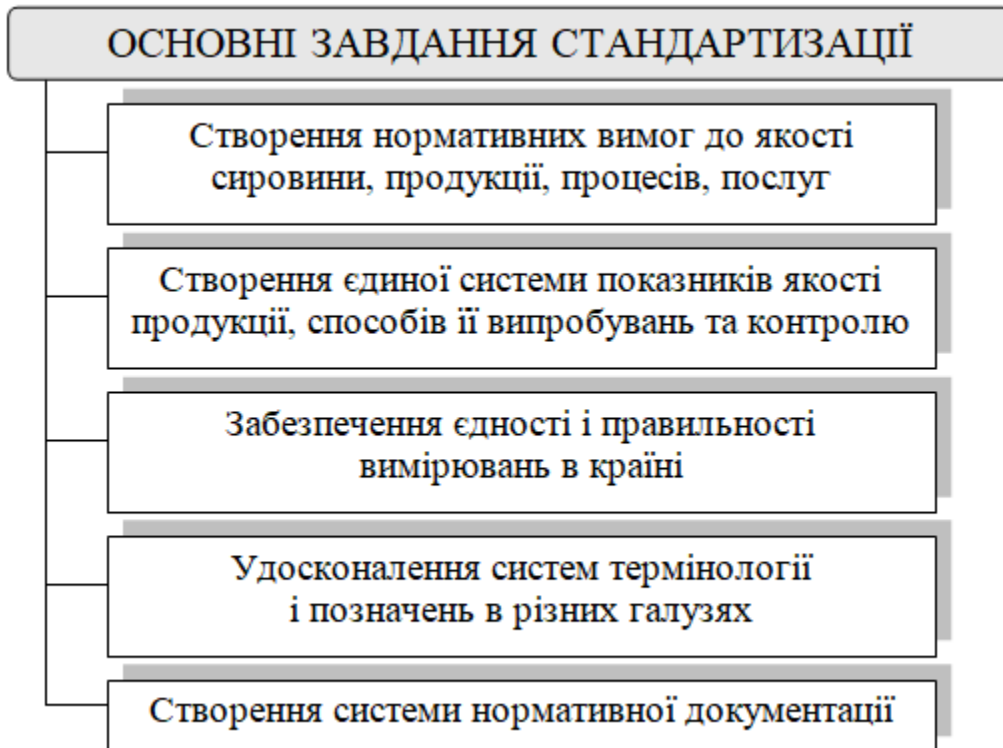 ОСНОВНІ ЗАВДАННЯ СТАНДАРТИЗАЦІЇ
Створення нормативних вимог до якості
сировини, продукції, процесів, послуг
Створення єдиної системи показників якості
продукції, способів її випробувань та контролю
Забезпечення єдності і правильності
вимірювань в країні
Удосконалення систем термінології
і позначень в різних галузях
Створення системи нормативної документації